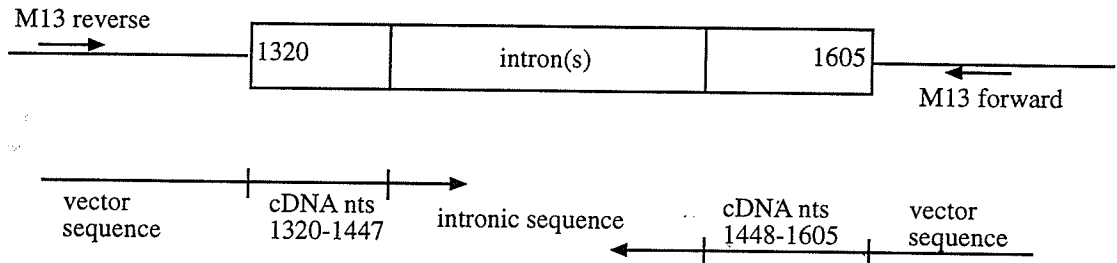 M13 reverse
1320
intron(s)
1605
M13 forward
vector
sequence
cDNA nts
1320-1447
intronic sequence
cDNA nts
1448-1605
vector
sequence